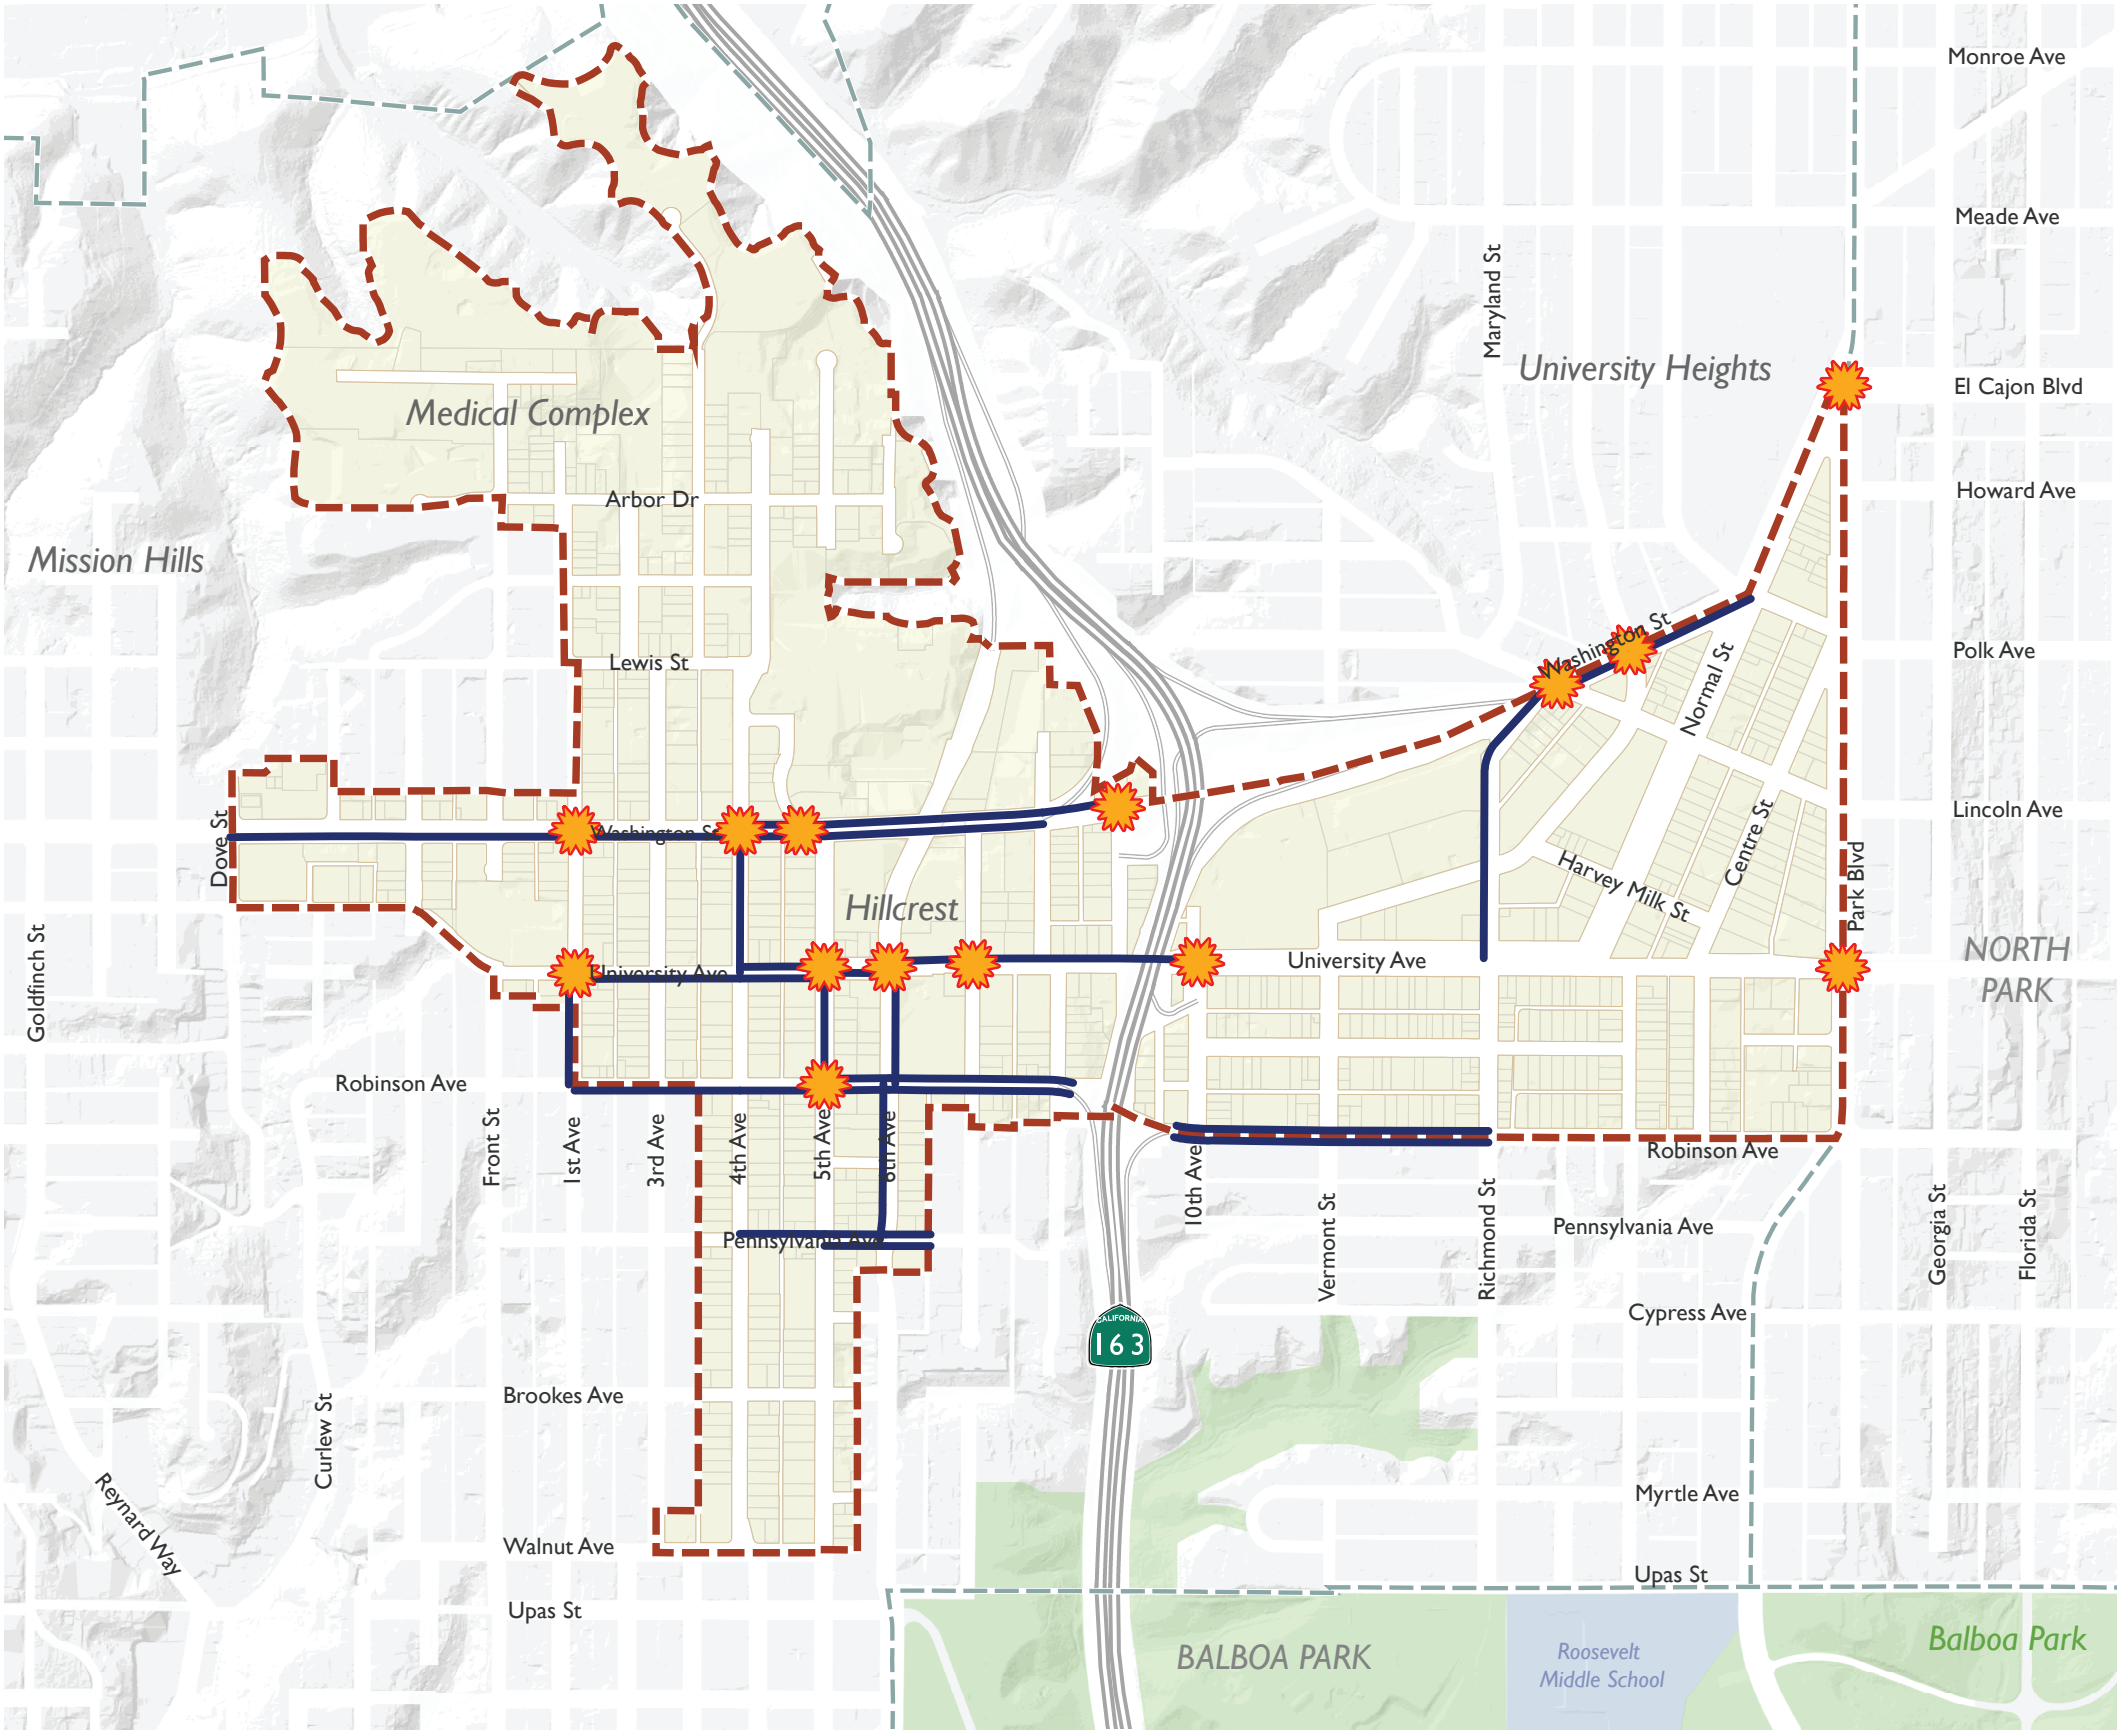 Monroe Ave
Meade Ave
Maryland St
University Heights
El Cajon Blvd
Medical Complex
Howard Ave
Arbor Dr
Mission Hills
Washington St
Polk Ave
Lewis St
Normal St
Lincoln Ave
Dove St
Washington S
Centre St
Harvey Milk St
Park Blvd
Hillcrest
Goldfinch St
University Ave
University Ave
NORTH
PARK
Robinson Ave
Front St
1st Ave
3rd Ave
4th Ave
5th Ave
6th Ave
Robinson Ave
10th Ave
Vermont St
Richmond St
Pennsylvania Ave
Pennsylvania Ave
Georgia St
Florida St
Cypress Ave
CALIFORNIA
163
Brookes Ave
Curlew St
Reynard Way
Myrtle Ave
Walnut Ave
Upas St
Upas St
BALBOA PARK
Roosevelt
Middle School
Balboa Park